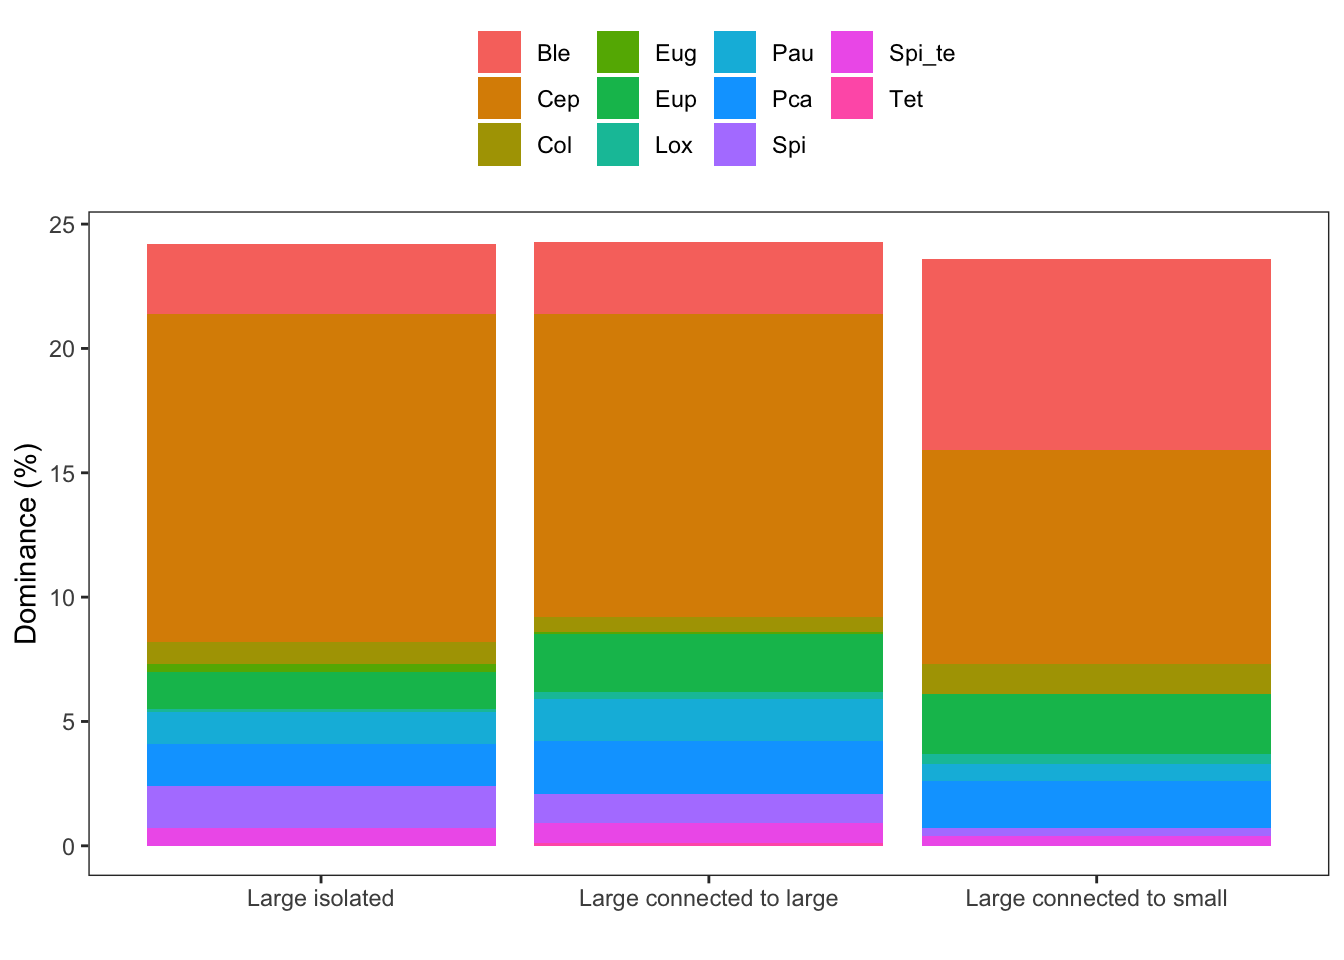 Ble Eug Pau Spi_te
Cep Eup Pca Tet
Col Lox Spi
Dominance (%)
25
20
15
10
5
0
Large isolated Large connected to large Large connected to small